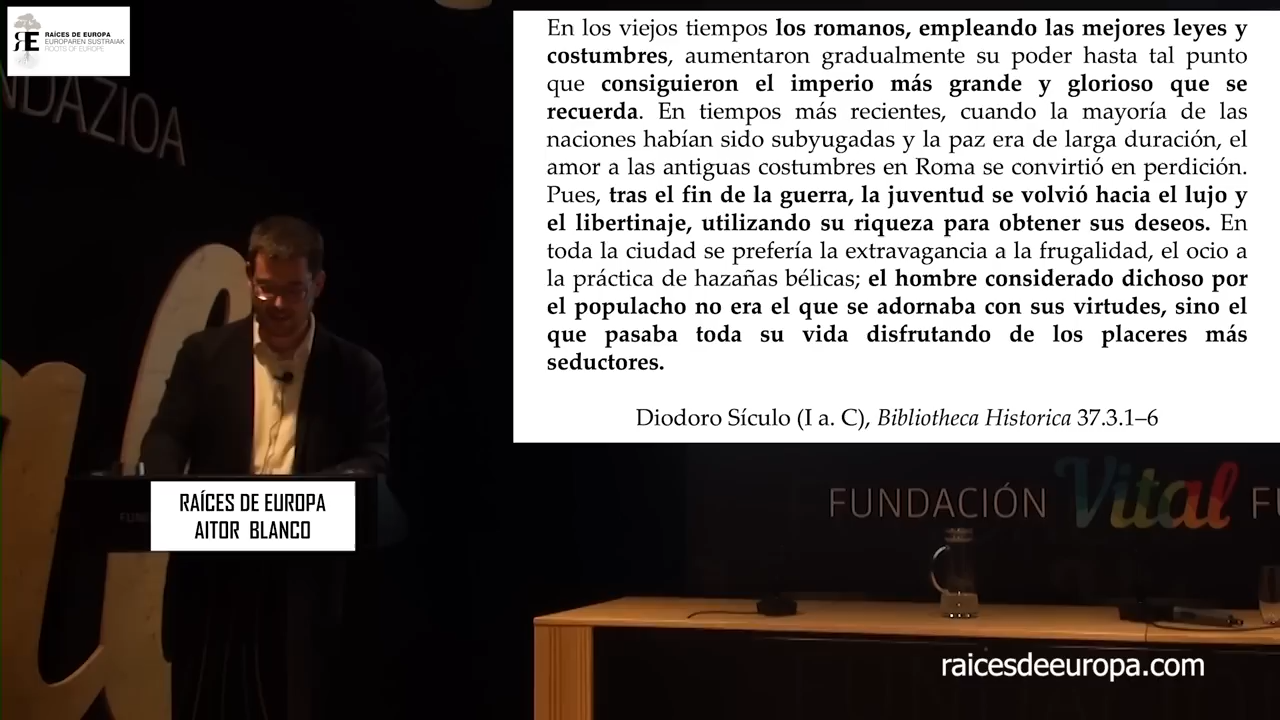 RAÍCES DE EUROPA
EUROPAREN SUSTRAIAK
ROOTS OF EUROPE
NDAZIOA
En los viejos tiempos los romanos, empleando las mejores leyes y
costumbres, aumentaron gradualmente su poder hasta tal punto
que consiguieron el imperio más grande y glorioso que se
recuerda. En tiempos más recientes, cuando la mayoría de las
naciones habían sido subyugadas y la paz era de larga duración, el
amor a las antiguas costumbres en Roma se convirtió en perdición.
Pues, tras el fin de la guerra, la juventud se volvió hacia el lujo y
el libertinaje, utilizando su riqueza para obtener sus deseos. En
toda la ciudad se prefería la extravagancia a la frugalidad, el ocio a
la práctica de hazañas bélicas; el hombre considerado dichoso por
el populacho no era el que se adornaba con sus virtudes, sino el
que pasaba toda su vida disfrutando de los placeres más
seductores.
Diodoro Sículo (I a. C), Bibliotheca Historica 37.3.1–6
RAÍCES DE EUROPA
AITOR BLANCO
FUNDACIÓN Vital FU
raicesdeeuropa.com